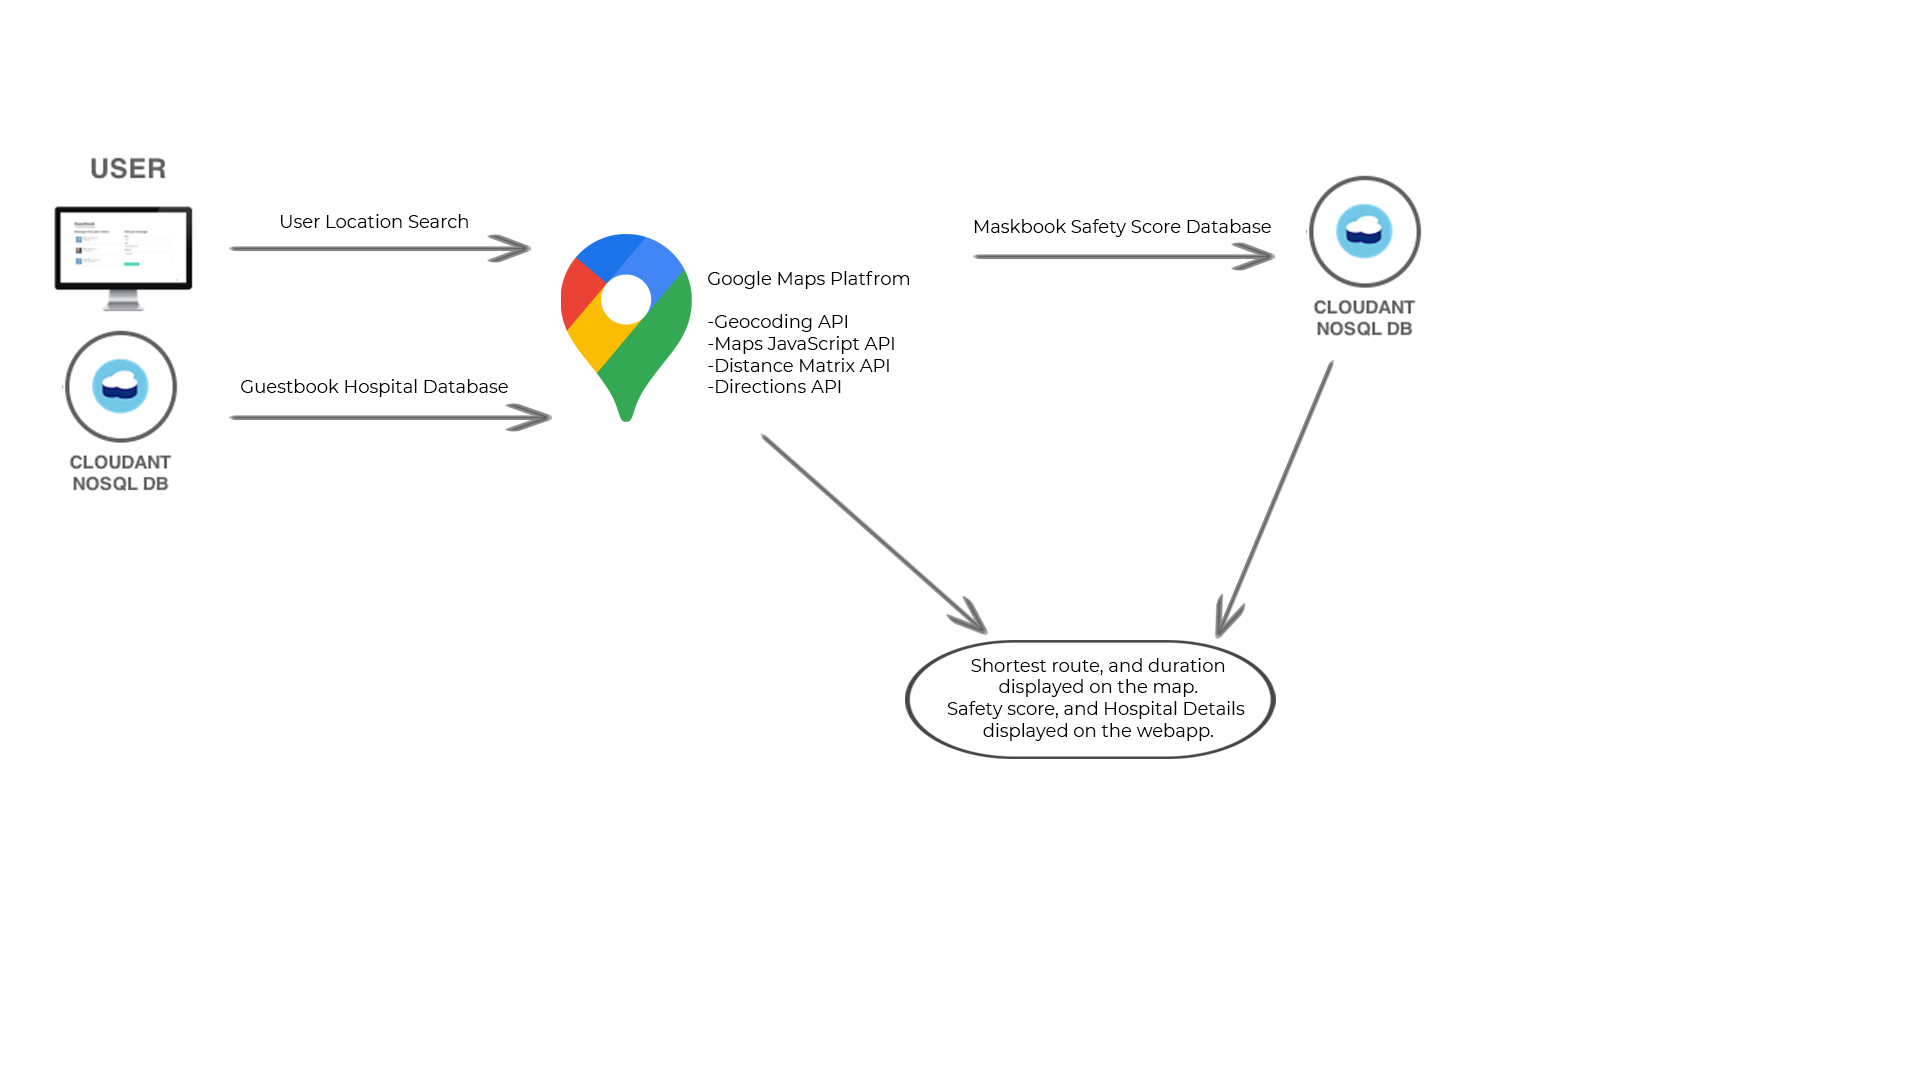 USER
User Location Search
Guestbook Hospital Database
CLOUDANT
NOSQL DB
Google Maps Platfrom
-Geocoding API
-Maps JavaScript API
-Distance Matrix API
-Directions API
Maskbook Safety Score Database
CLOUDANT
NOSQL DB
Shortest route, and duration
displayed on the map.
Safety score, and Hospital Details
displayed on the webapp.